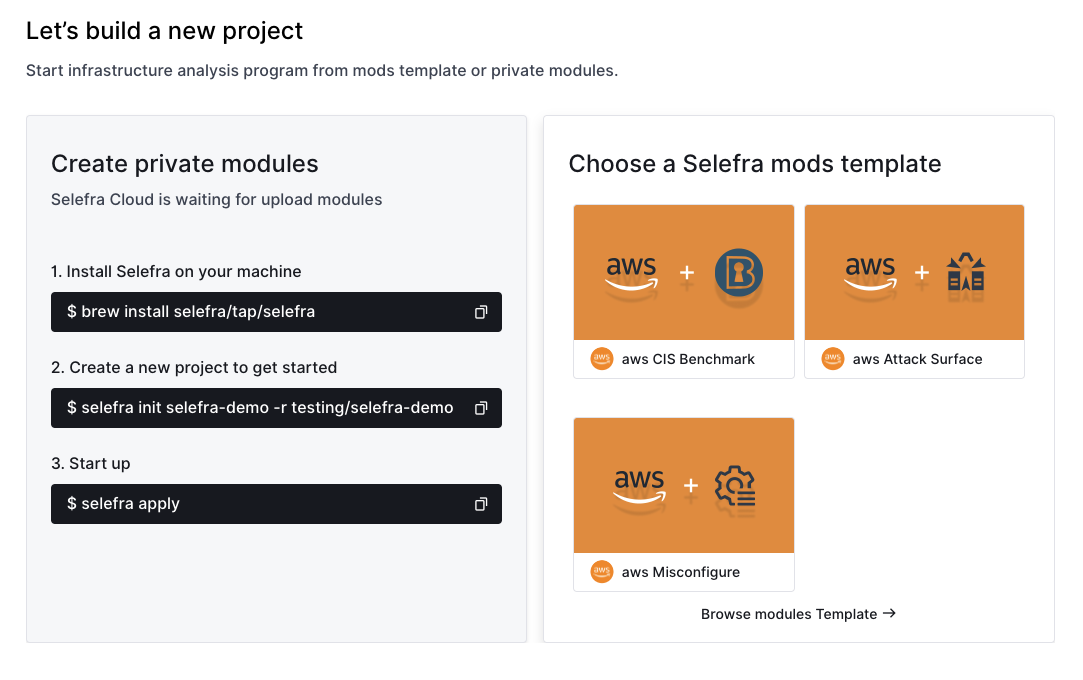 Let’s build a new project
Start infrastructure analysis program from mods template or private modules.
Create private modules
Selefra Cloud is waiting for upload modules
1. Install Selefra on your machine
$ brew install selefra/tap/selefra
2. Create a new project to get started
$ selefra init selefra-demo -r testing/selefra-demo
3. Start up
$ selefra apply
Choose a Selefra mods template
aws + B
aws aws CIS Benchmark
aws +
aws aws Attack Surface
aws +
aws aws Misconfigure
Browse modules Template →